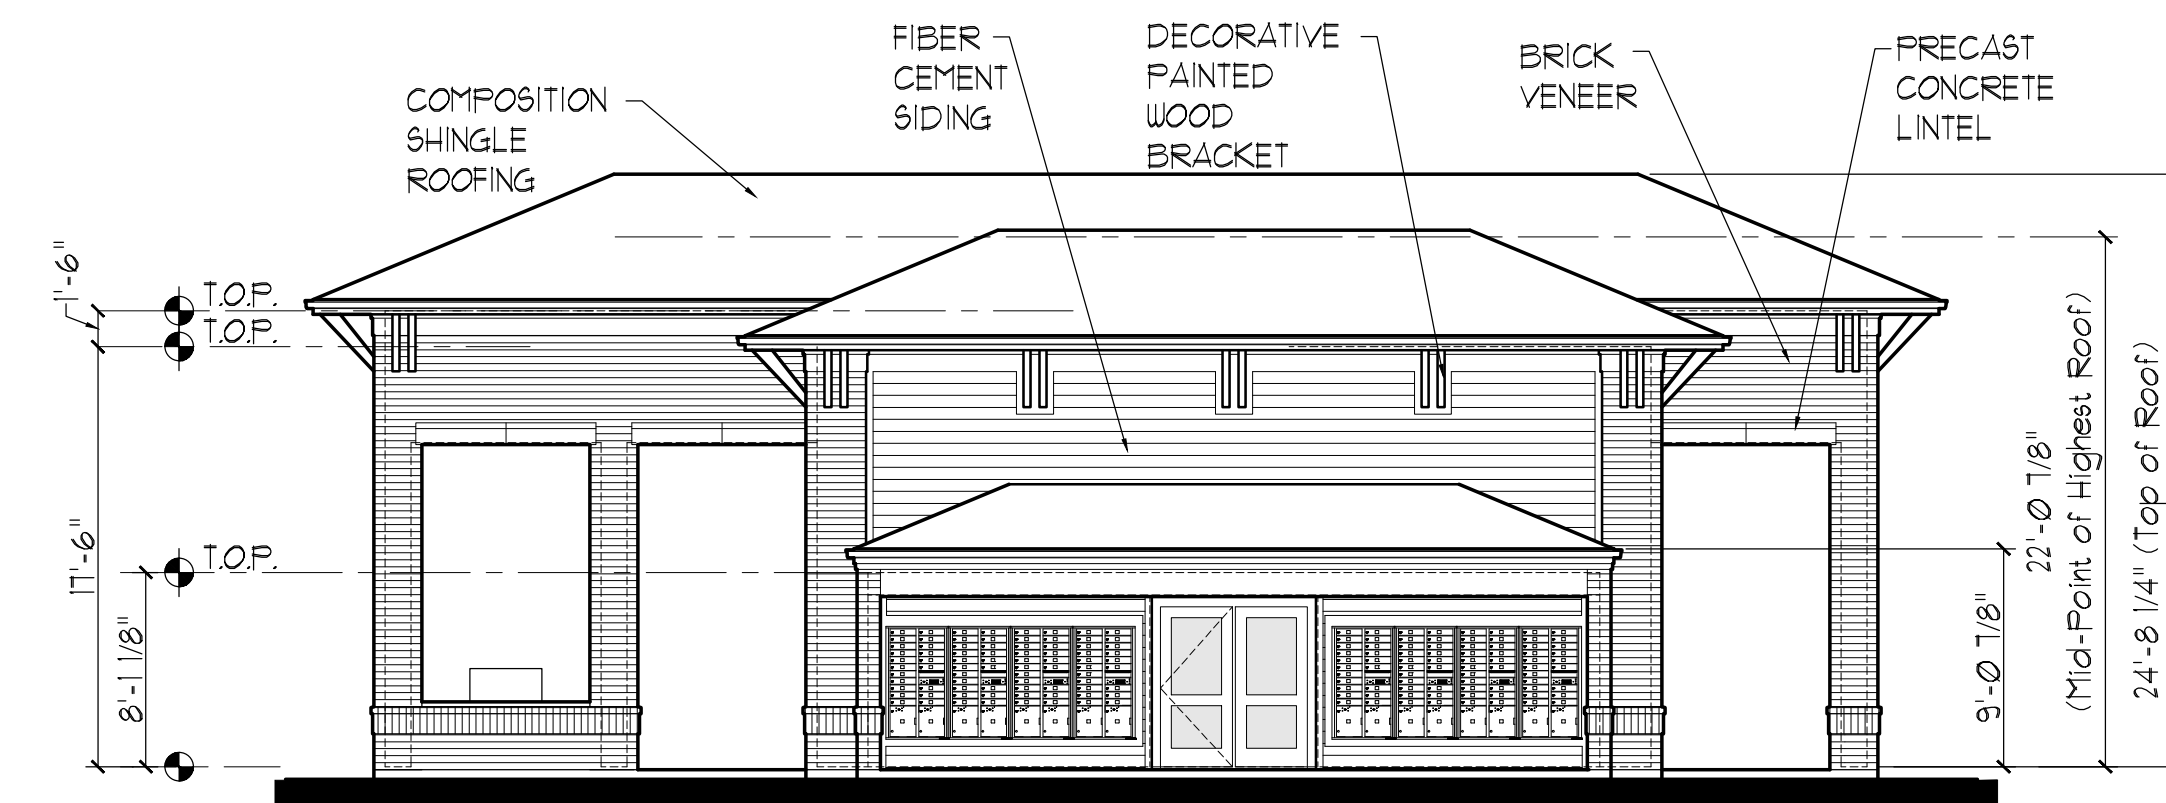 COMPOSITION
SHINGLE
ROOFING
FIBER
CEMENT
SIDING
DECORATIVE
PAINTED
WOOD
BRACKET
BRICK
VENEER
PRECAST
CONCRETE
LINTEL
1'-6"
T.O.P.
T.O.P.
17'-6"
T.O.P.
8'-1 1/8"
9'-0 7/8"
22'-0 7/8"
(Mid-Point of Highest Roof)
24'-8 1/4" (Top of Roof)